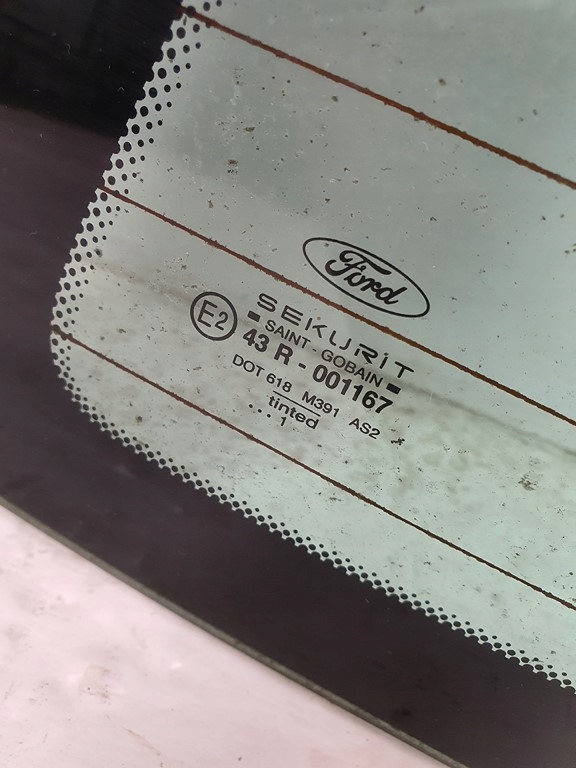 Ford
SEKURIT
SAINT - GOBAIN
E2
43 R - 001167
DOT 618 M391 AS2
tinted
...1